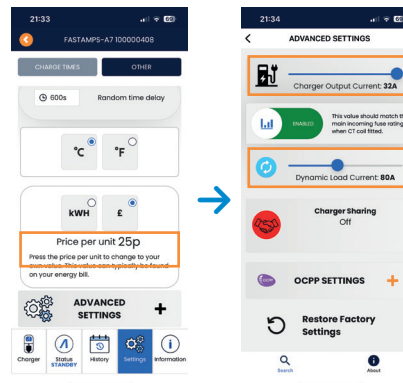 21:33
FASTAMPS-A7 100000408
CHARGE TIMES
OTHER
600s Random time delay
°C
°F
kWH
£
Price per unit 25p
Press the price per unit to change to your
own value. This value can typically be found
on your energy bill.
ADVANCED
SETTINGS
Charger
Status
STANDBY
History
Settings
Information
21:34
ADVANCED SETTINGS
Charger Output Current: 32A
ENABLED
This value should match th
main incoming fuse rating
when CT coil fitted.
Dynamic Load Current: 80A
Charger Sharing
Off
OCPP SETTINGS
Restore Factory
Settings
Search
About